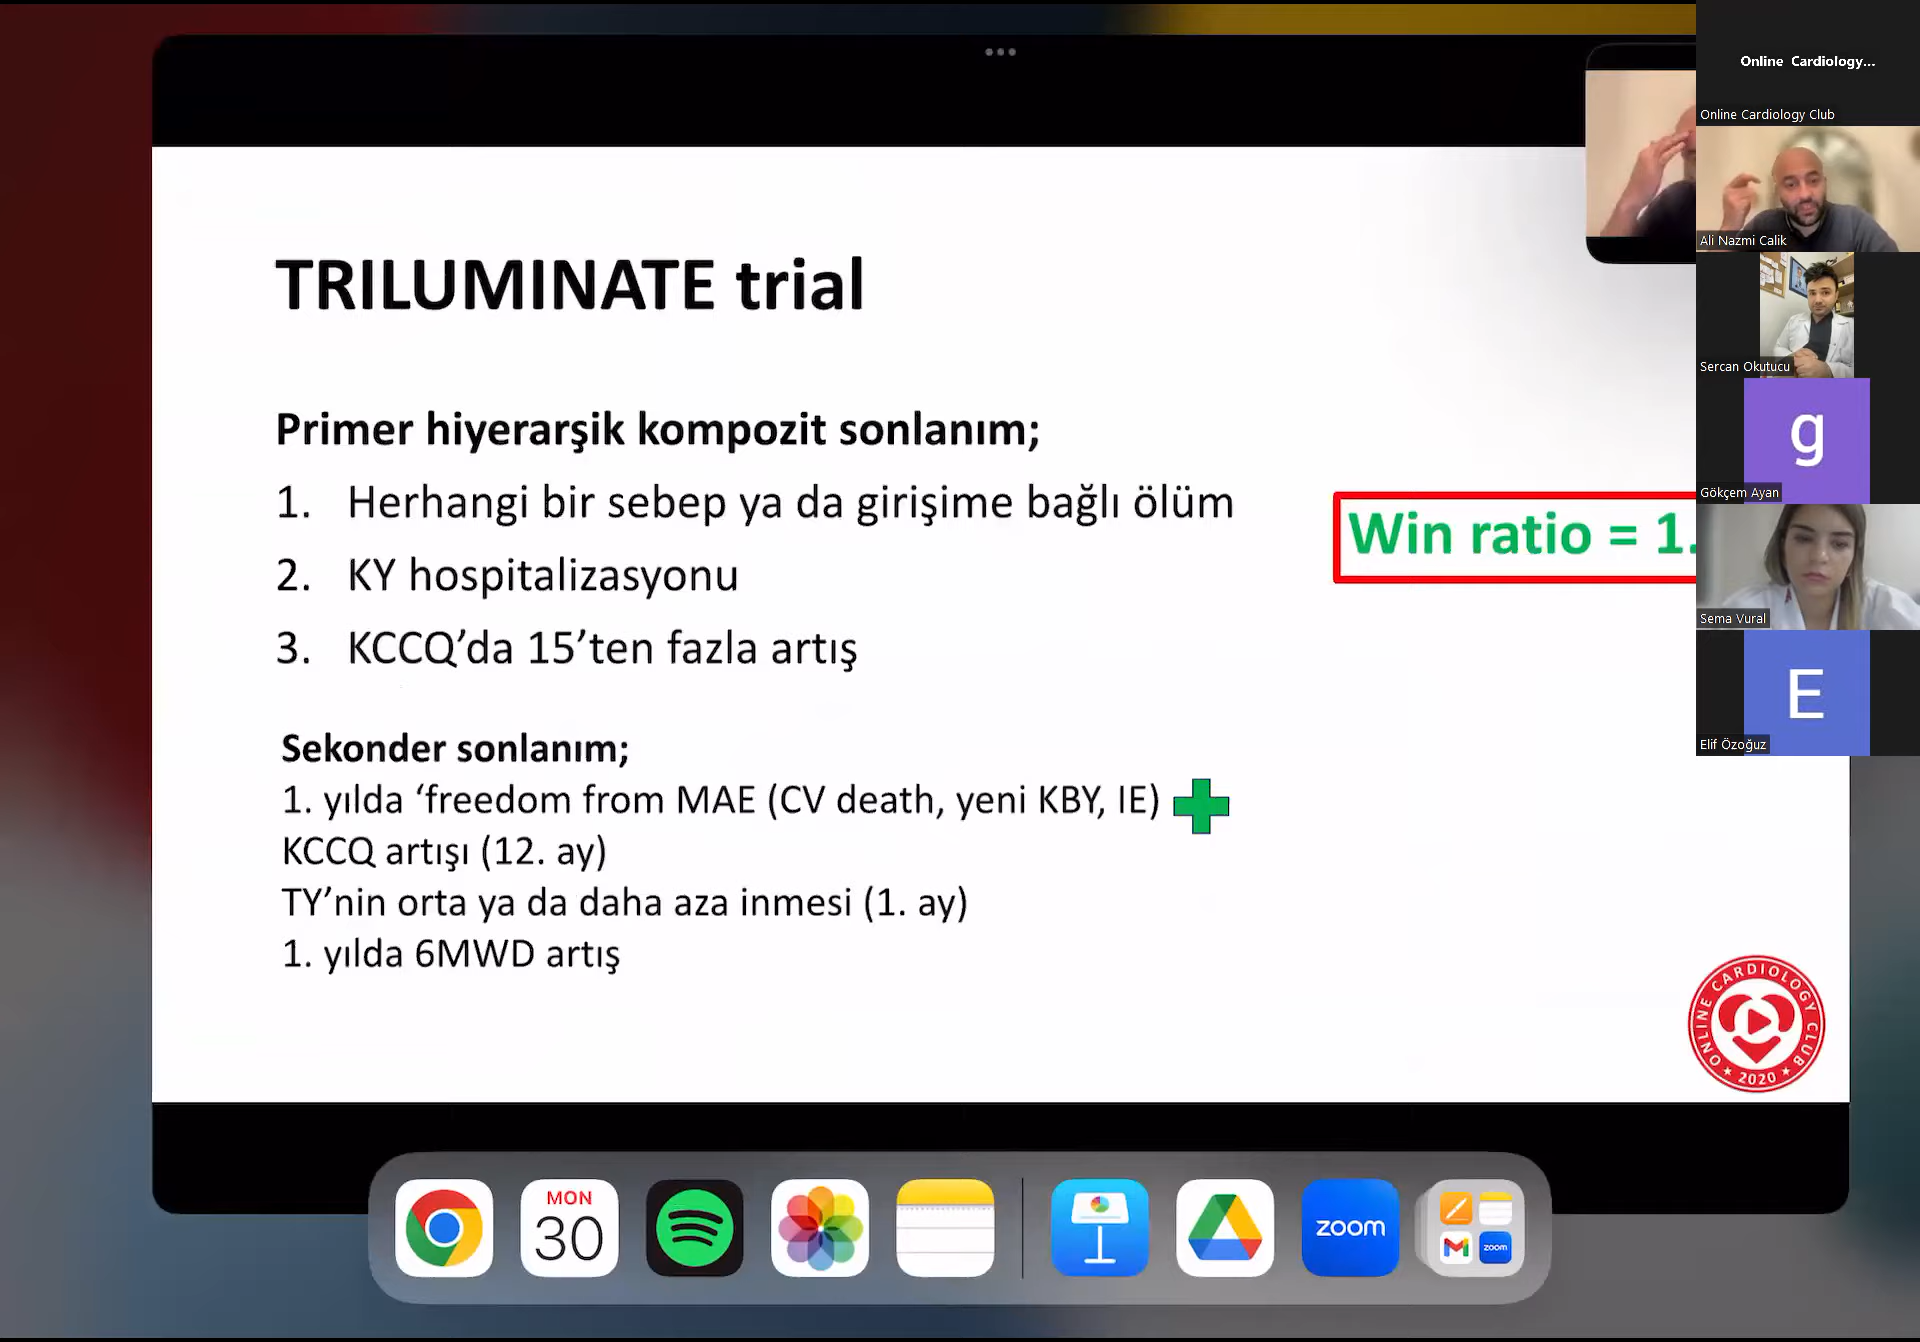 TRILUMINATE trial
Primer hiyerarşik kompozit sonlanım;
1. Herhangi bir sebep ya da girişime bağlı ölüm
2. KY hospitalizasyonu
3. KCCQ’da 15’ten fazla artış
Win ratio = 1.
Sekonder sonlanım;
1. yılda ‘freedom from MAE (CV death, yeni KBY, IE)
KCCQ artışı (12. ay)
TY’nin orta ya da daha aza inmesi (1. ay)
1. yılda 6MWD artış
ONLINE CARDIOLOGY CLUB
2020
Online Cardiology...
Online Cardiology Club
Ali Nazmi Calik
Sercan Okutucu
g
Gökçem Ayan
Sema Vural
E
Elif Özoğuz
MON
30
zoom
zoom